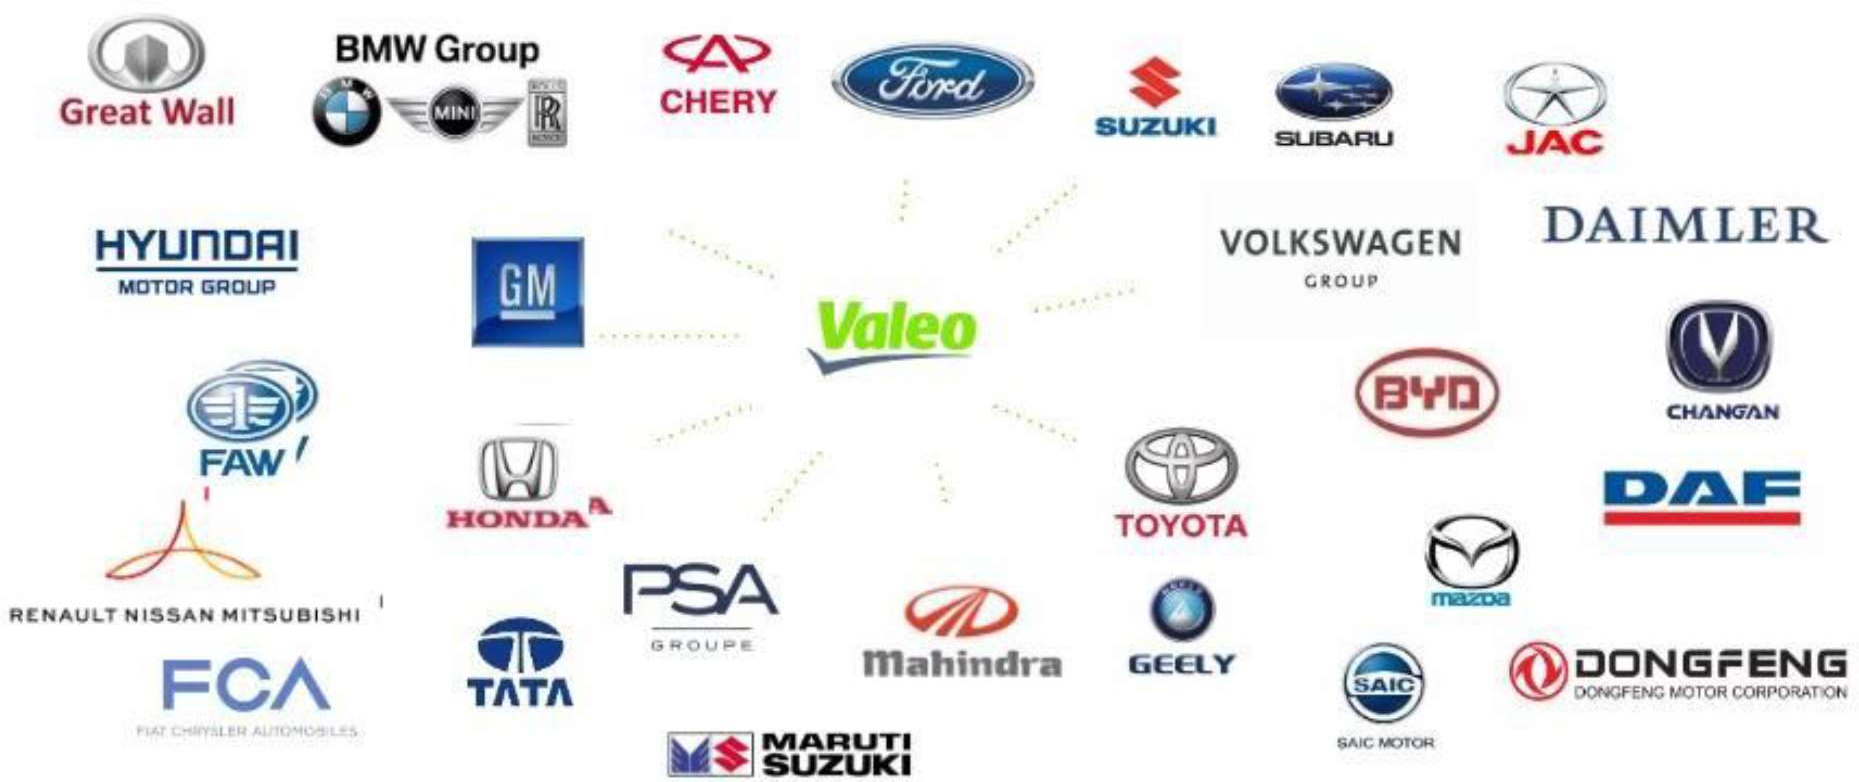 Great Wall
BMW Group
BMW
MINI
RR
CHERY
Ford
SUZUKI
SUBARU
JAC
HYUNDAI
MOTOR GROUP
GM
Valeo
VOLKSWAGEN
GROUP
DAIMLER
CHANGAN
BYD
FAW
HONDA
A
TOYOTA
DAF
RENAULT NISSAN MITSUBISHI
PSA
GROUPE
Mahindra
GEELY
mazda
FCA
FIAT CHRYSLER AUTOMOBILES
TATA
SAIC
SAIC MOTOR
DONGFENG
DONGFENG MOTOR CORPORATION
MARUTI
SUZUKI